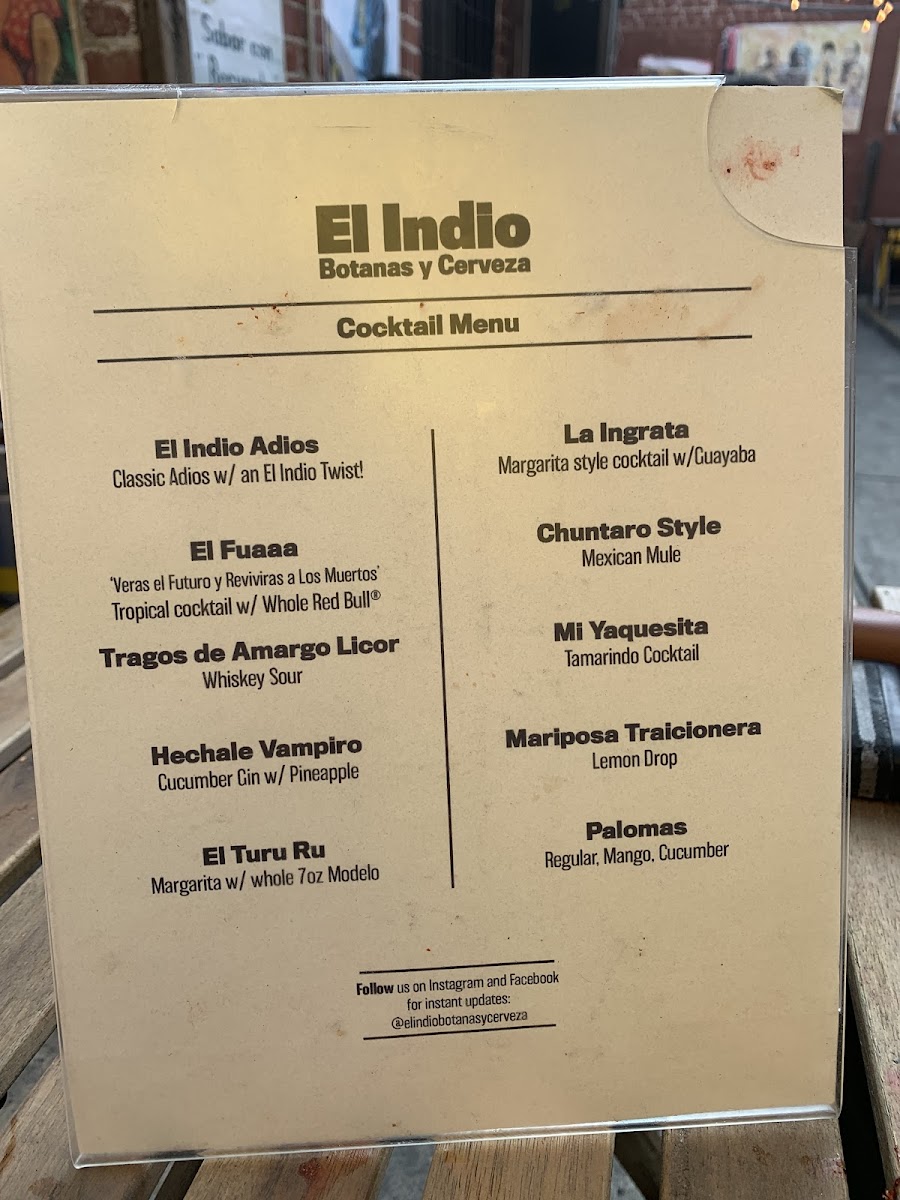 Sabor con
El Indio
Botanas y Cerveza
Cocktail Menu
El Indio Adios
Classic Adios w/ an El Indio Twist!
El Fuaaa
'Veras el Futuro y Reviviras a Los Muertos'
Tropical cocktail w/ Whole Red Bull®
Tragos de Amargo Licor
Whiskey Sour
Hechale Vampiro
Cucumber Gin w/ Pineapple
El Turu Ru
Margarita w/ whole 7oz Modelo
La Ingrata
Margarita style cocktail w/Guayaba
Chuntaro Style
Mexican Mule
Mi Yaquesita
Tamarindo Cocktail
Mariposa Traicionera
Lemon Drop
Palomas
Regular, Mango, Cucumber
Follow us on Instagram and Facebook
for instant updates:
@elindiobotanasycerveza